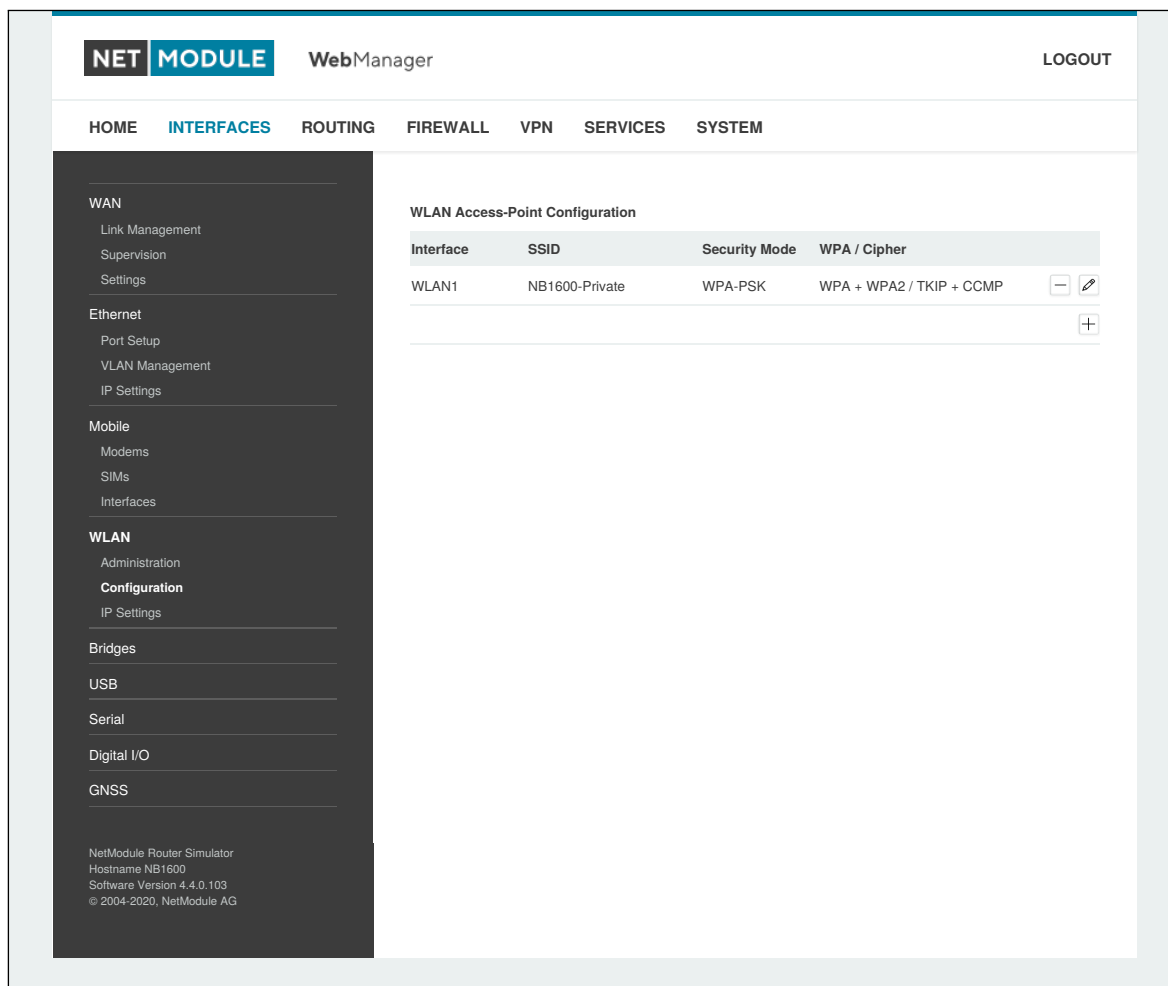 NET MODULE WebManager LOGOUT
HOME INTERFACES ROUTING FIREWALL VPN SERVICES SYSTEM
WAN
Link Management
Supervision
Settings
Ethernet
Port Setup
VLAN Management
IP Settings
Mobile
Modems
SIMs
Interfaces
WLAN
Administration
Configuration
IP Settings
Bridges
USB
Serial
Digital I/O
GNSS
NetModule Router Simulator
Hostname NB1600
Software Version 4.4.0.103
© 2004-2020, NetModule AG
WLAN Access-Point Configuration
Interface SSID Security Mode WPA / Cipher
WLAN1 NB1600-Private WPA-PSK WPA + WPA2 / TKIP + CCMP